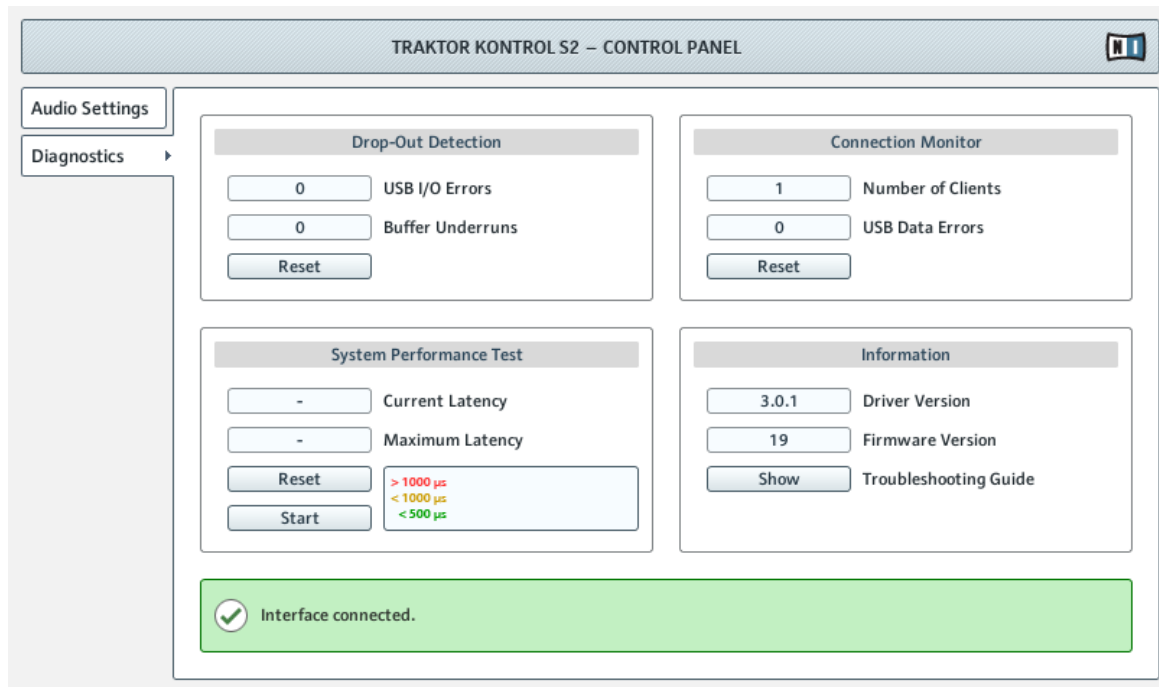 TRAKTOR KONTROL S2 – CONTROL PANEL
NI
Audio Settings
Diagnostics
Drop-Out Detection
0 USB I/O Errors
0 Buffer Underruns
Reset
Connection Monitor
1 Number of Clients
0 USB Data Errors
Reset
System Performance Test
- Current Latency
- Maximum Latency
Reset
Start
> 1000 µs
< 1000 µs
< 500 µs
Information
3.0.1 Driver Version
19 Firmware Version
Show Troubleshooting Guide
Interface connected.